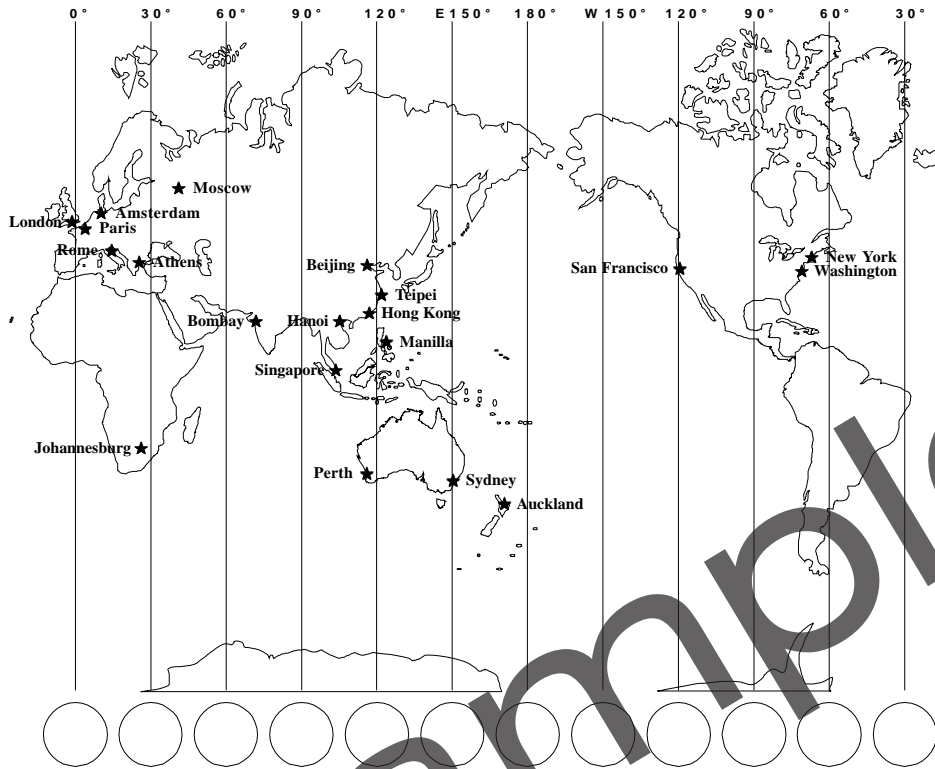 0° 30° 60° 90° 120° E150° 180° W150° 120° 90° 60° 30°
Moscow
Amsterdam
London
Paris
Rome
Athens
Beijing
San Francisco
New York
Washington
Teipei
Hong Kong
Bombay
Hanoi
Manilla
Singapore
Johannesburg
Perth
Sydney
Auckland